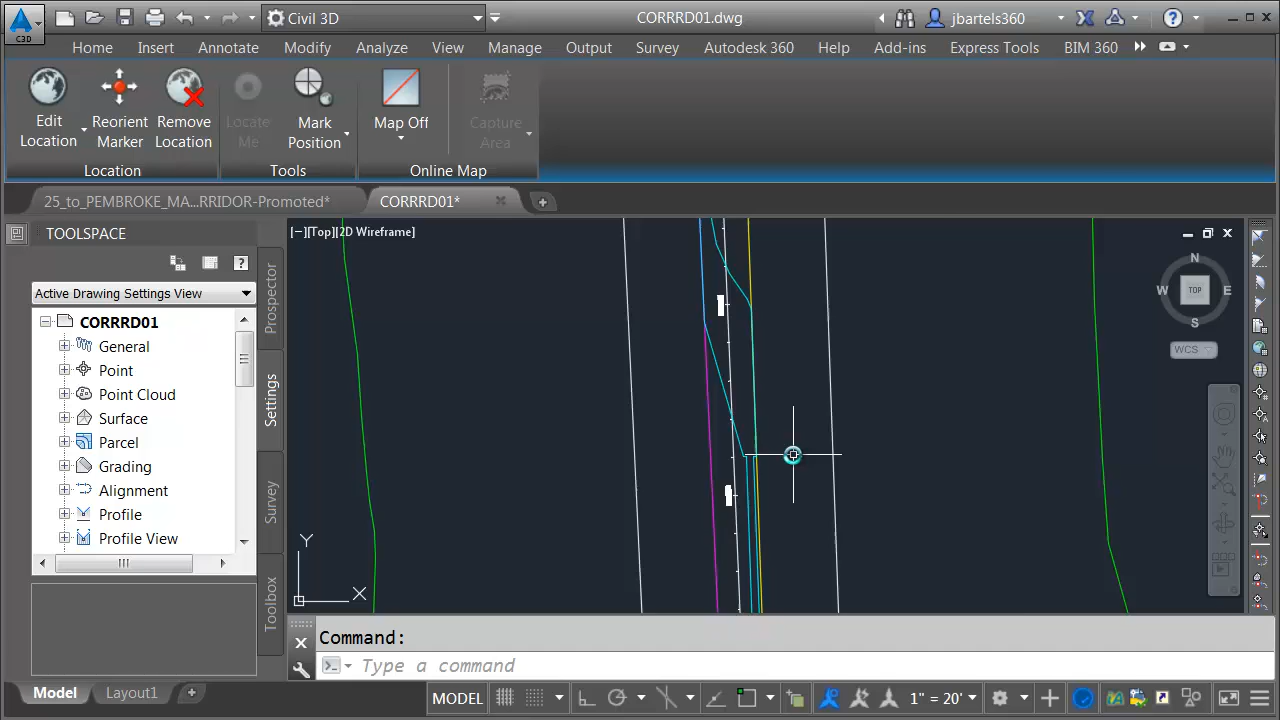 C3D
Civil 3D
CORRRD01.dwg
jbartels360
Home Insert Annotate Modify Analyze View Manage Output Survey Autodesk 360 Help Add-ins Express Tools BIM 360
Edit Location
Reorient Marker
Remove Location
Locate Me
Mark Position
Map Off
Capture Area
Location Tools Online Map
25_to_PEMBROKE_MA...RRIDOR-Promoted*
CORRRD01*
TOOLSPACE
[−][Top][2D Wireframe]
Active Drawing Settings View
CORRRD01
General
Point
Point Cloud
Surface
Parcel
Grading
Alignment
Profile
Profile View
Prospector
Settings
Survey
Toolbox
N
W TOP E
S
WCS
Y
X
Command:
Type a command
Model Layout1
MODEL
1" = 20'